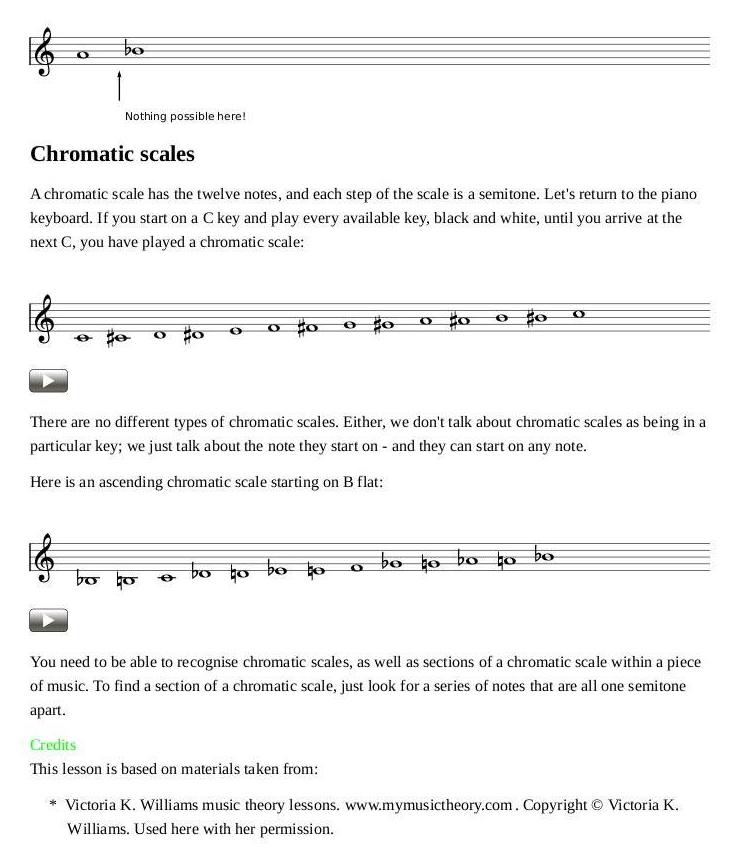 Nothing possible here!
Chromatic scales
A chromatic scale has the twelve notes, and each step of the scale is a semitone. Let's return to the piano
keyboard. If you start on a C key and play every available key, black and white, until you arrive at the
next C, you have played a chromatic scale:
There are no different types of chromatic scales. Either, we don't talk about chromatic scales as being in a
particular key; we just talk about the note they start on - and they can start on any note.
Here is an ascending chromatic scale starting on B flat:
You need to be able to recognise chromatic scales, as well as sections of a chromatic scale within a piece
of music. To find a section of a chromatic scale, just look for a series of notes that are all one semitone
apart.
Credits
This lesson is based on materials taken from:
* Victoria K. Williams music theory lessons. www.mymusictheory.com . Copyright © Victoria K.
Williams. Used here with her permission.